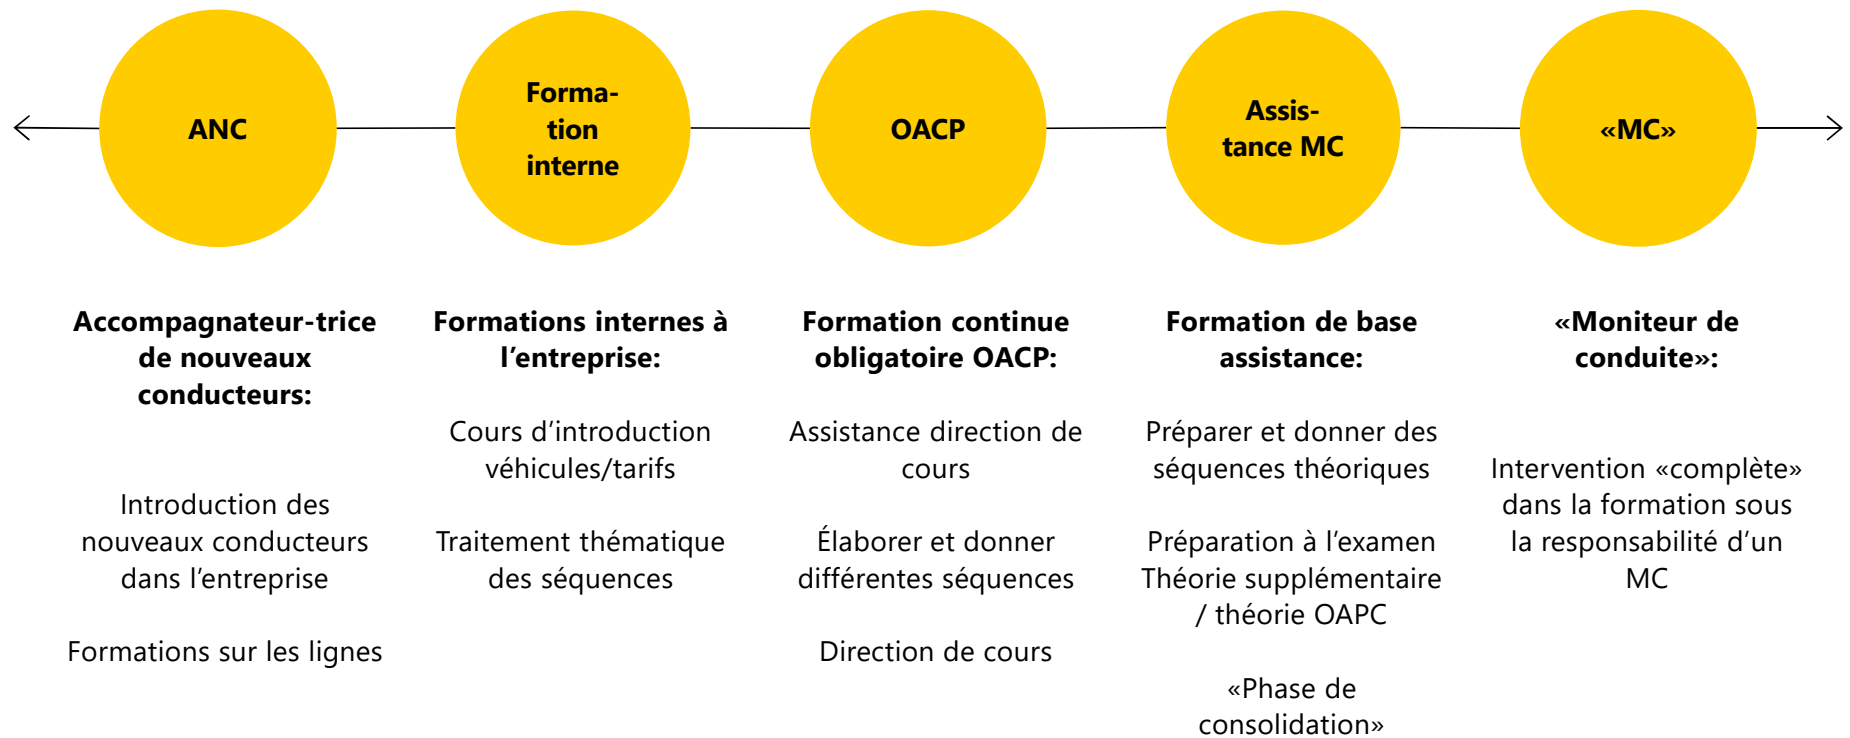 ANC
Forma-
tion
interne
OACP
Assis-
tance MC
«MC»
Accompagnateur-trice
de nouveaux
conducteurs:
Introduction des
nouveaux conducteurs
dans l’entreprise
Formations sur les lignes
Formations internes à
l’entreprise:
Cours d’introduction
véhicules/tarifs
Traitement thématique
des séquences
Formation continue
obligatoire OACP:
Assistance direction de
cours
Élaborer et donner
différentes séquences
Direction de cours
Formation de base
assistance:
Préparer et donner des
séquences théoriques
Préparation à l’examen
Théorie supplémentaire
/ théorie OAPC
«Phase de
consolidation»
«Moniteur de
conduite»:
Intervention «complète»
dans la formation sous
la responsabilité d’un
MC